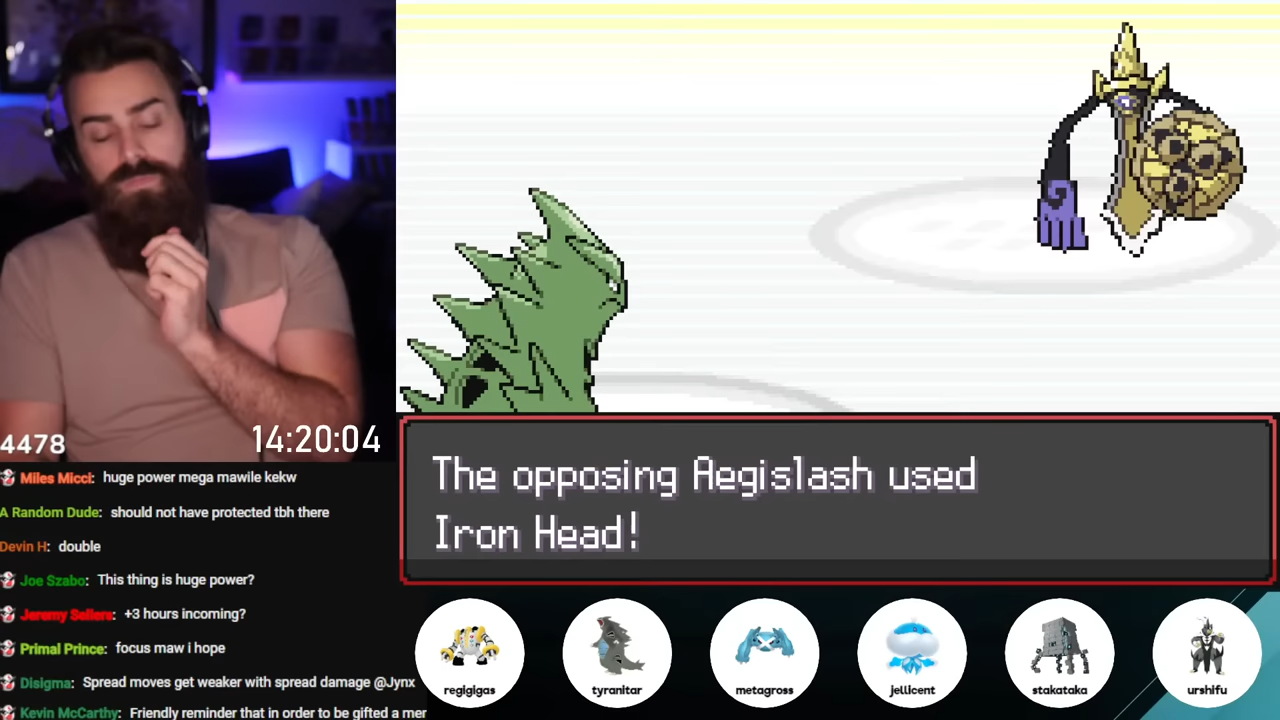 The opposing Aegislash used
Iron Head!
4478
14:20:04
Miles Micci: huge power mega mawile kekw
A Random Dude: should not have protected tbh there
Devin H: double
Joe Szabo: This thing is huge power?
Jeremy Sellers: +3 hours incoming?
Primal Prince: focus maw i hope
Disigma: Spread moves get weaker with spread damage @Jynx
Kevin McCarthy: Friendly reminder that in order to be gifted a mer
regigigas
tyranitar
metagross
jellicent
stakataka
urshifu